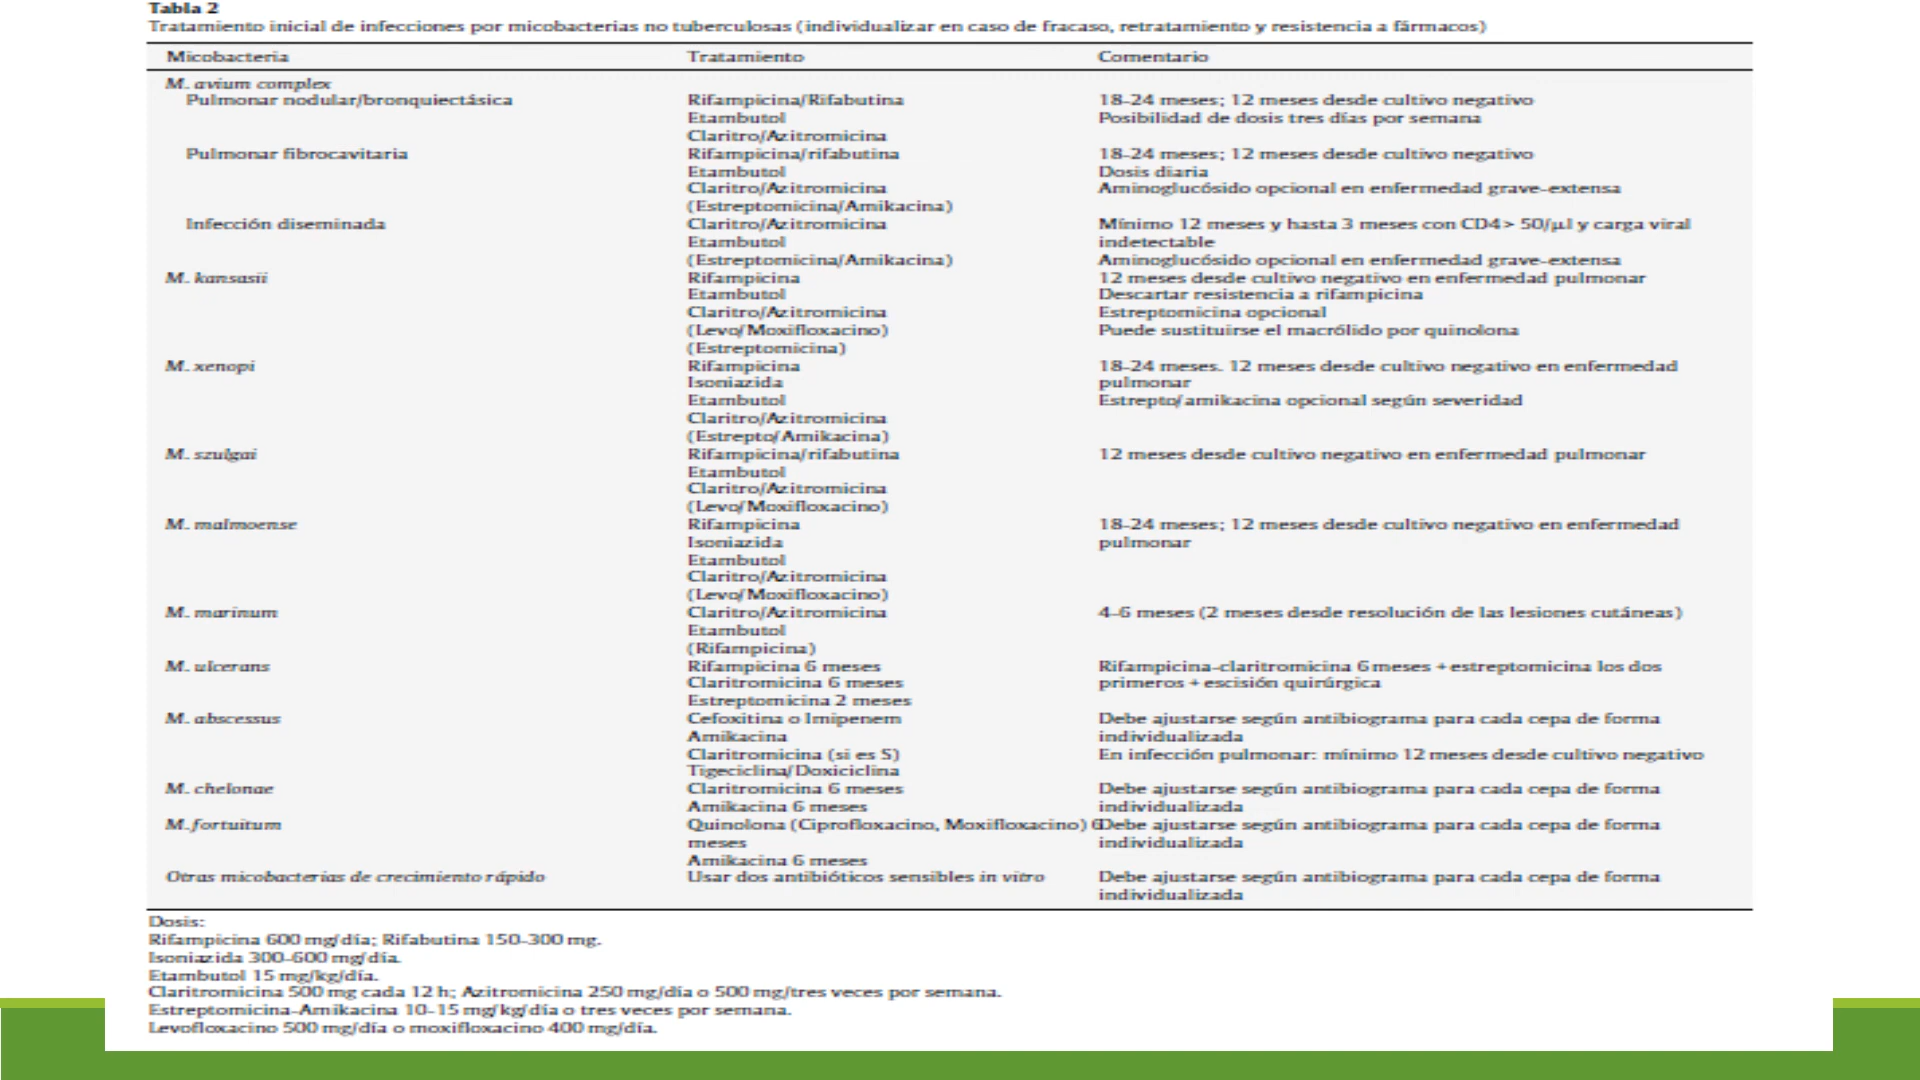 Tabla 2
Tratamiento inicial de infecciones por micobacterias no tuberculosas (individualizar en caso de fracaso, retratamiento y resistencia a fármacos)
Micobacteria Tratamiento Comentario
M. avium complex
Pulmonar nodular/bronquiectásica Rifampicina/Rifabutina 18-24 meses; 12 meses desde cultivo negativo
Etambutol Posibilidad de dosis tres días por semana
Claritro/Azitromicina
Pulmonar fibrocavitaria Rifampicina/rifabutina 18-24 meses; 12 meses desde cultivo negativo
Etambutol Dosis diaria
Claritro/Azitromicina Aminoglucósido opcional en enfermedad grave-extensa
(Estreptomicina/Amikacina)
Infección diseminada Claritro/Azitromicina Mínimo 12 meses y hasta 3 meses con CD4> 50/μl y carga viral
Etambutol indetectable
(Estreptomicina/Amikacina) Aminoglucósido opcional en enfermedad grave-extensa
M. kansasii Rifampicina 12 meses desde cultivo negativo en enfermedad pulmonar
Etambutol Descartar resistencia a rifampicina
Claritro/Azitromicina Estreptomicina opcional
(Levo/Moxifloxacino) Puede sustituirse el macrólido por quinolona
(Estreptomicina)
M. xenopi Rifampicina 18-24 meses. 12 meses desde cultivo negativo en enfermedad
Isoniazida pulmonar
Etambutol Estrepto/amikacina opcional según severidad
Claritro/Azitromicina
(Estrepto/Amikacina)
M. szulgai Rifampicina/rifabutina 12 meses desde cultivo negativo en enfermedad pulmonar
Etambutol
Claritro/Azitromicina
(Levo/Moxifloxacino)
M. malmoense Rifampicina 18-24 meses; 12 meses desde cultivo negativo en enfermedad
Isoniazida pulmonar
Etambutol
Claritro/Azitromicina
(Levo/Moxifloxacino)
M. marinum Claritro/Azitromicina 4-6 meses (2 meses desde resolución de las lesiones cutáneas)
Etambutol
(Rifampicina)
M. ulcerans Rifampicina 6 meses Rifampicina-claritromicina 6 meses + estreptomicina los dos
Claritromicina 6 meses primeros + escisión quirúrgica
Estreptomicina 2 meses
M. abscessus Cefoxitina o Imipenem Debe ajustarse según antibiograma para cada cepa de forma
Amikacina individualizada
Claritromicina (si es S) En infección pulmonar: mínimo 12 meses desde cultivo negativo
Tigeciclina/Doxiciclina
M. chelonae Claritromicina 6 meses Debe ajustarse según antibiograma para cada cepa de forma
Amikacina 6 meses individualizada
M. fortuitum Quinolona (Ciprofloxacino, Moxifloxacino) 6 Debe ajustarse según antibiograma para cada cepa de forma
meses individualizada
Amikacina 6 meses
Otras micobacterias de crecimiento rápido Usar dos antibióticos sensibles in vitro Debe ajustarse según antibiograma para cada cepa de forma
individualizada
Dosis:
Rifampicina 600 mg/día; Rifabutina 150-300 mg.
Isoniazida 300-600 mg/día.
Etambutol 15 mg/kg/día.
Claritromicina 500 mg cada 12 h; Azitromicina 250 mg/día o 500 mg/tres veces por semana.
Estreptomicina-Amikacina 10-15 mg/kg/día o tres veces por semana.
Levofloxacino 500 mg/día o moxifloxacino 400 mg/día.